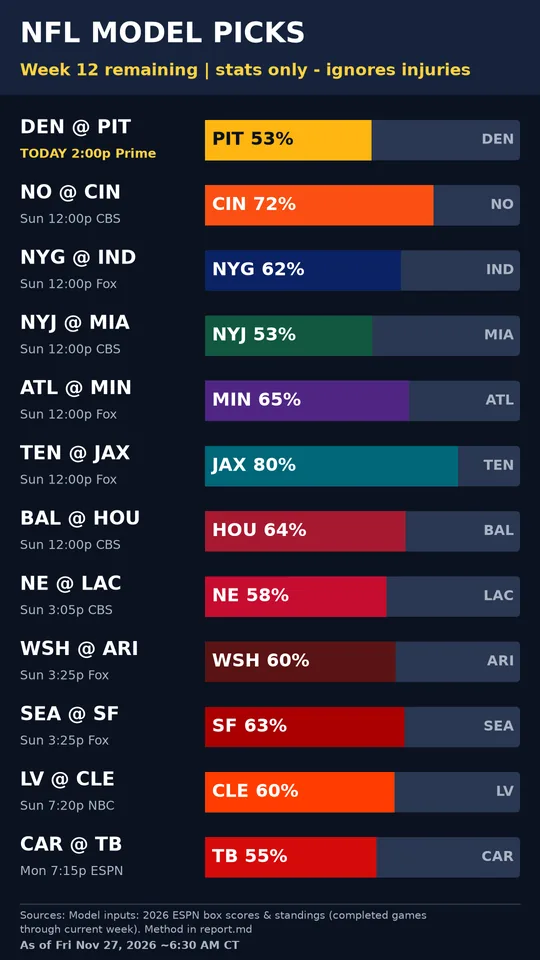 NFL MODEL PICKS
Week 12 remaining | stats only - ignores injuries
DEN @ PIT
TODAY 2:00p Prime
PIT 53%
DEN
NO @ CIN
Sun 12:00p CBS
CIN 72%
NO
NYG @ IND
Sun 12:00p Fox
NYG 62%
IND
NYJ @ MIA
Sun 12:00p CBS
NYJ 53%
MIA
ATL @ MIN
Sun 12:00p Fox
MIN 65%
ATL
TEN @ JAX
Sun 12:00p Fox
JAX 80%
TEN
BAL @ HOU
Sun 12:00p CBS
HOU 64%
BAL
NE @ LAC
Sun 3:05p CBS
NE 58%
LAC
WSH @ ARI
Sun 3:25p Fox
WSH 60%
ARI
SEA @ SF
Sun 3:25p Fox
SF 63%
SEA
LV @ CLE
Sun 7:20p NBC
CLE 60%
LV
CAR @ TB
Mon 7:15p ESPN
TB 55%
CAR
Sources: Model inputs: 2026 ESPN box scores & standings (completed games
through current week). Method in report.md
As of Fri Nov 27, 2026 ~6:30 AM CT